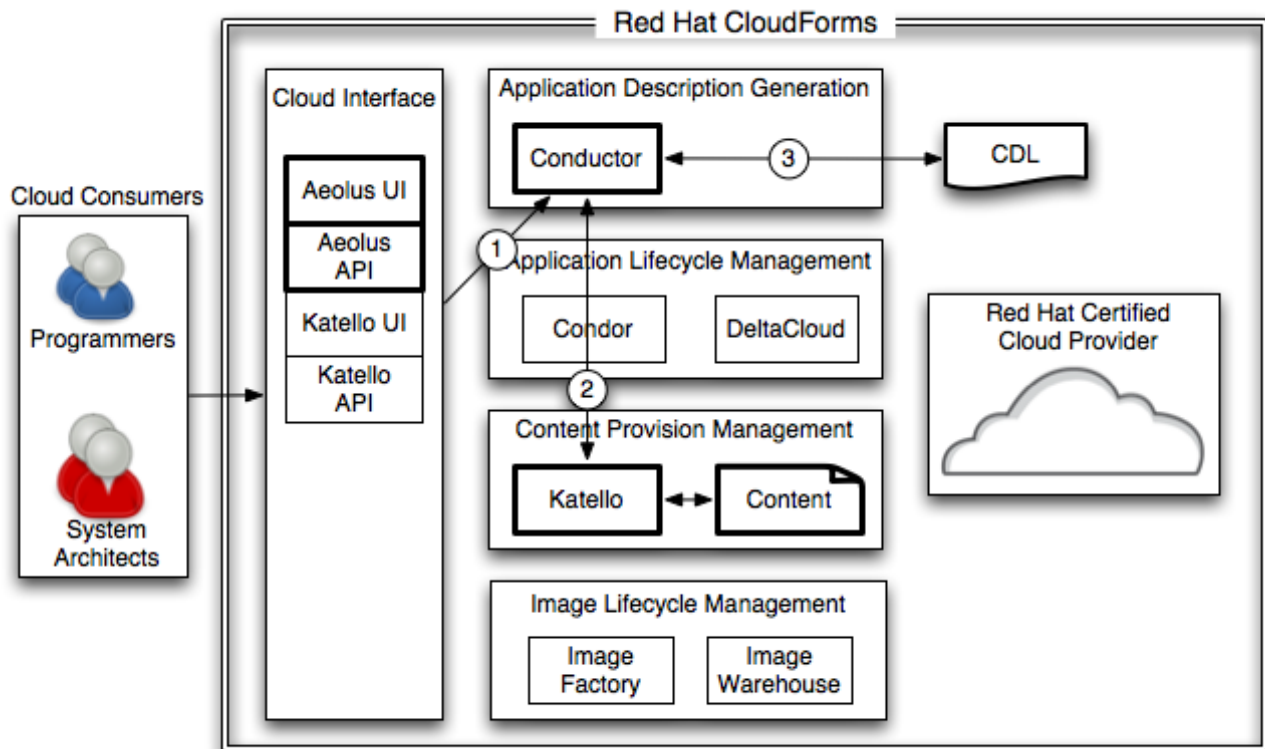 Red Hat CloudForms
Cloud Consumers
Programmers
System
Architects
Cloud Interface
Aeolus UI
Aeolus
API
Katello UI
Katello
API
Application Description Generation
Conductor
3
CDL
1
Application Lifecycle Management
Condor
DeltaCloud
2
Content Provision Management
Katello
Content
Image Lifecycle Management
Image
Factory
Image
Warehouse
Red Hat Certified
Cloud Provider